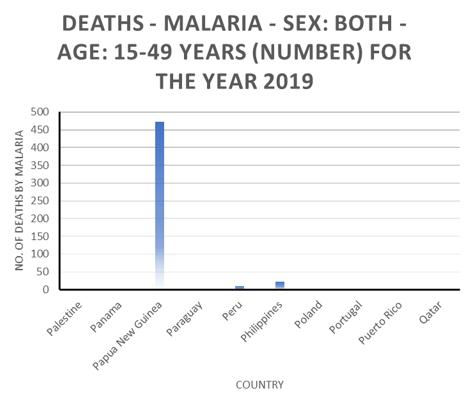 DEATHS - MALARIA - SEX: BOTH -
AGE: 15-49 YEARS (NUMBER) FOR
THE YEAR 2019
NO. OF DEATHS BY MALARIA
500
450
400
350
300
250
200
150
100
50
0
Palestine
Panama
Papua New Guinea
Paraguay
Peru
Philippines
Poland
Portugal
Puerto Rico
Qatar
COUNTRY